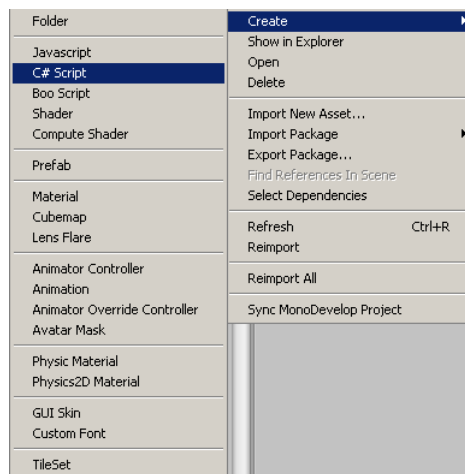 Folder
Javascript
C# Script
Boo Script
Shader
Compute Shader
Prefab
Material
Cubemap
Lens Flare
Animator Controller
Animation
Animator Override Controller
Avatar Mask
Physic Material
Physics2D Material
GUI Skin
Custom Font
TileSet
Create
Show in Explorer
Open
Delete
Import New Asset...
Import Package
Export Package...
Find References In Scene
Select Dependencies
Refresh Ctrl+R
Reimport
Reimport All
Sync MonoDevelop Project